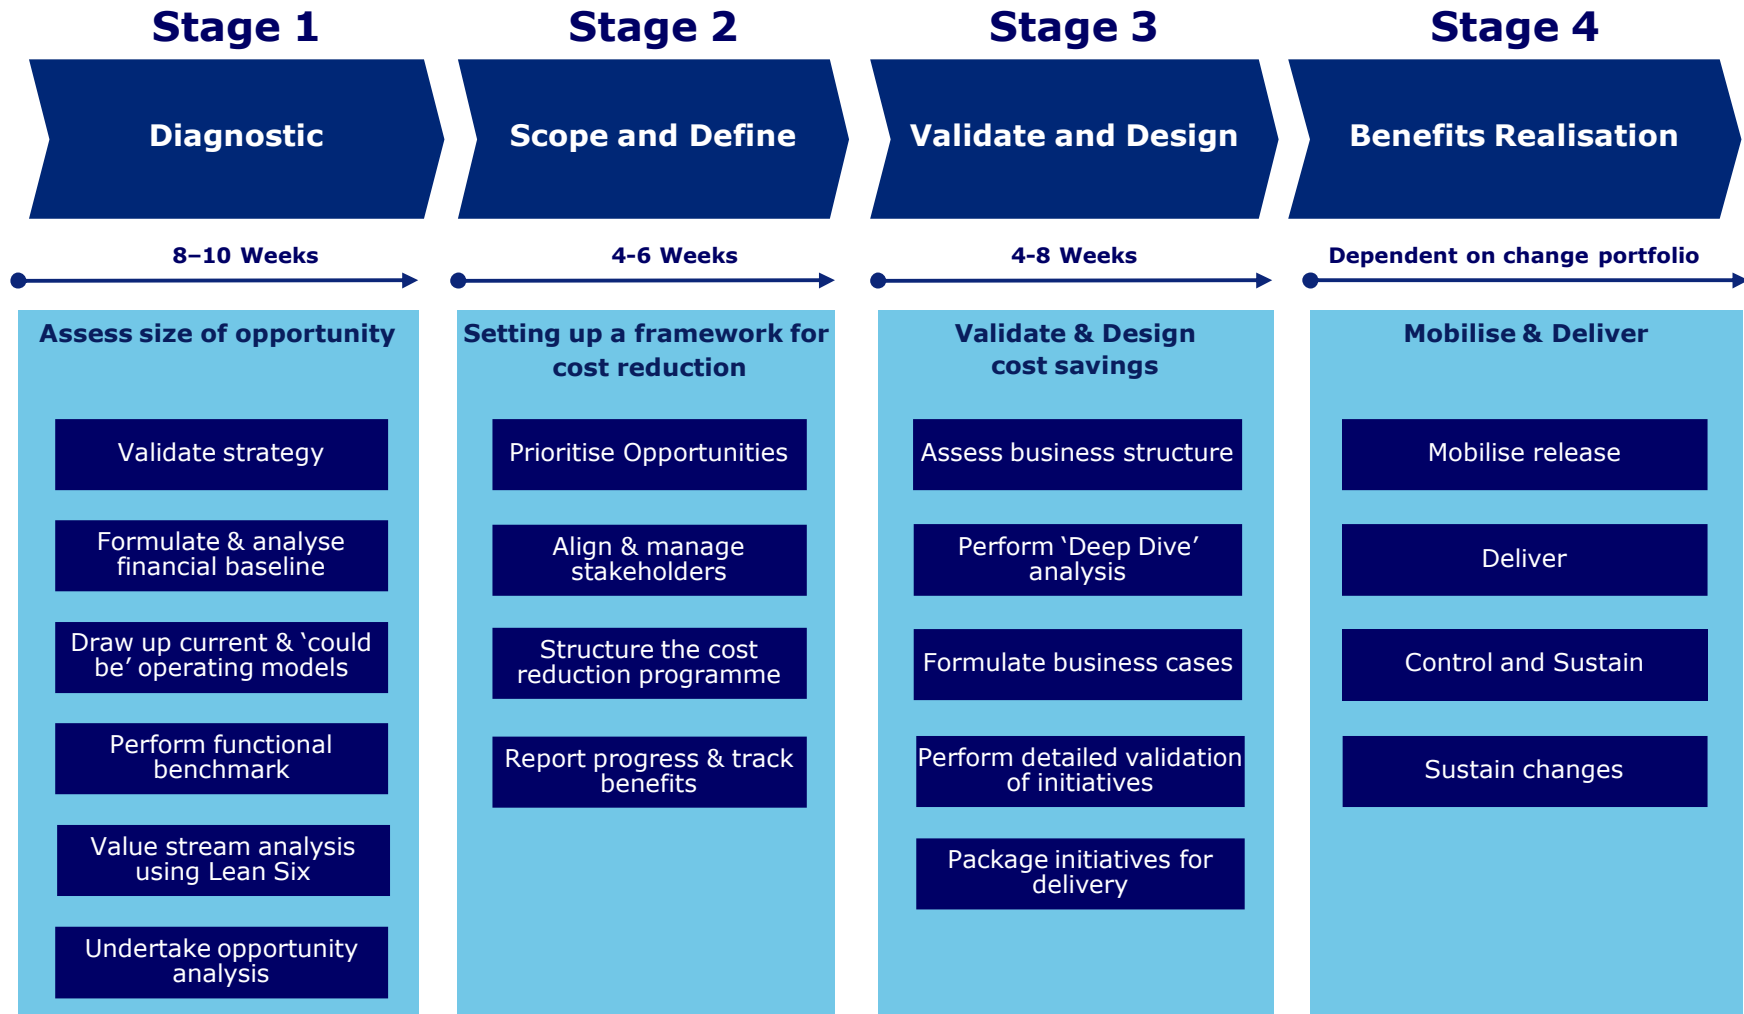 Stage 1
Stage 2
Stage 3
Stage 4
Diagnostic
Scope and Define
Validate and Design
Benefits Realisation
8–10 Weeks
4-6 Weeks
4-8 Weeks
Dependent on change portfolio
Assess size of opportunity
Validate strategy
Formulate & analyse
financial baseline
Draw up current & ‘could
be’ operating models
Perform functional
benchmark
Value stream analysis
using Lean Six
Undertake opportunity
analysis
Setting up a framework for
cost reduction
Prioritise Opportunities
Align & manage
stakeholders
Structure the cost
reduction programme
Report progress & track
benefits
Validate & Design
cost savings
Assess business structure
Perform ‘Deep Dive’
analysis
Formulate business cases
Perform detailed validation
of initiatives
Package initiatives for
delivery
Mobilise & Deliver
Mobilise release
Deliver
Control and Sustain
Sustain changes